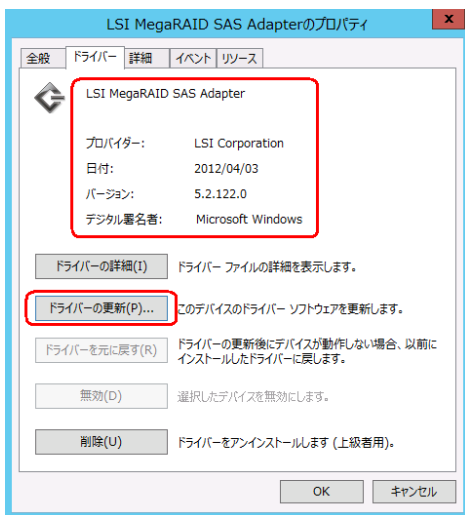 LSI MegaRAID SAS Adapterのプロパティ
x
全般 ドライバー 詳細 イベント リソース
LSI MegaRAID SAS Adapter
プロバイダー: LSI Corporation
日付: 2012/04/03
バージョン: 5.2.122.0
デジタル署名者: Microsoft Windows
ドライバーの詳細(I) ドライバー ファイルの詳細を表示します。
ドライバーの更新(P)... このデバイスのドライバー ソフトウェアを更新します。
ドライバーを元に戻す(R) ドライバーの更新後にデバイスが動作しない場合、以前に
インストールしたドライバーに戻します。
無効(D) 選択したデバイスを無効にします。
削除(U) ドライバーをアンインストールします (上級者用)。
OK キャンセル